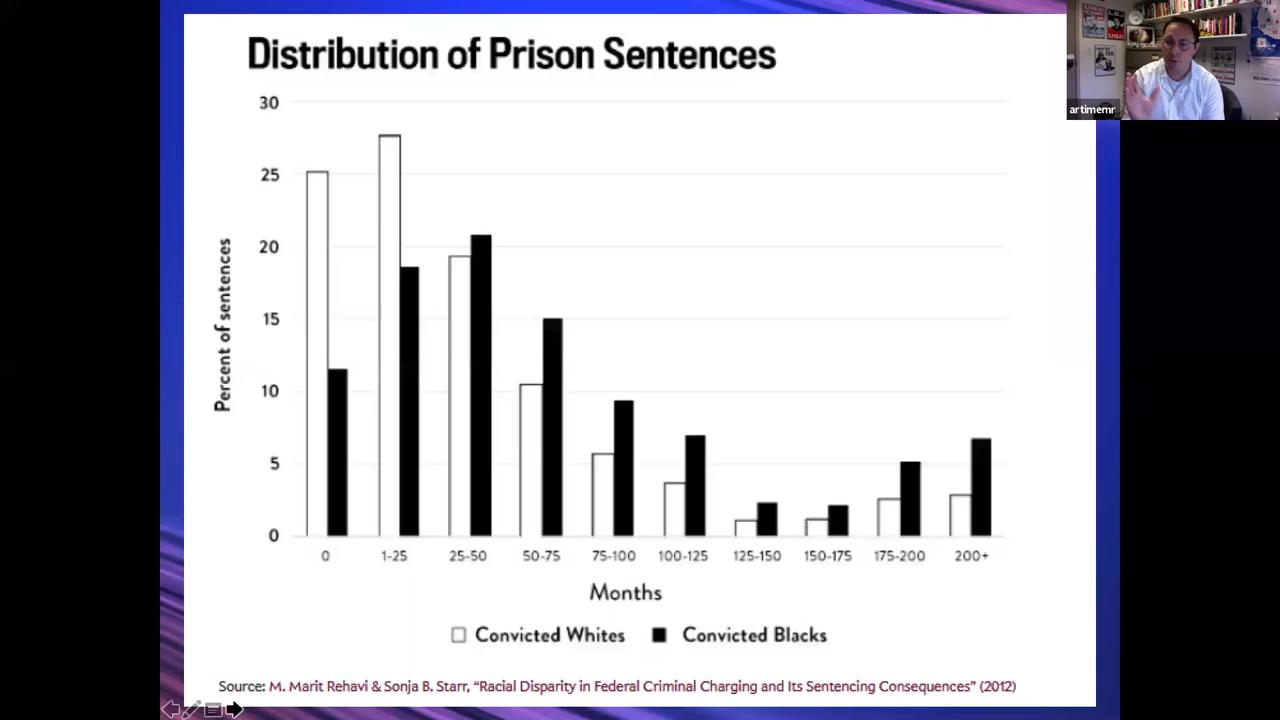 Distribution of Prison Sentences
artimemr
30
25
20
15
10
5
0
Percent of sentences
0 1-25 25-50 50-75 75-100 100-125 125-150 150-175 175-200 200+
Months
Convicted Whites Convicted Blacks
Source: M. Marit Rehavi & Sonja B. Starr, “Racial Disparity in Federal Criminal Charging and Its Sentencing Consequences” (2012)